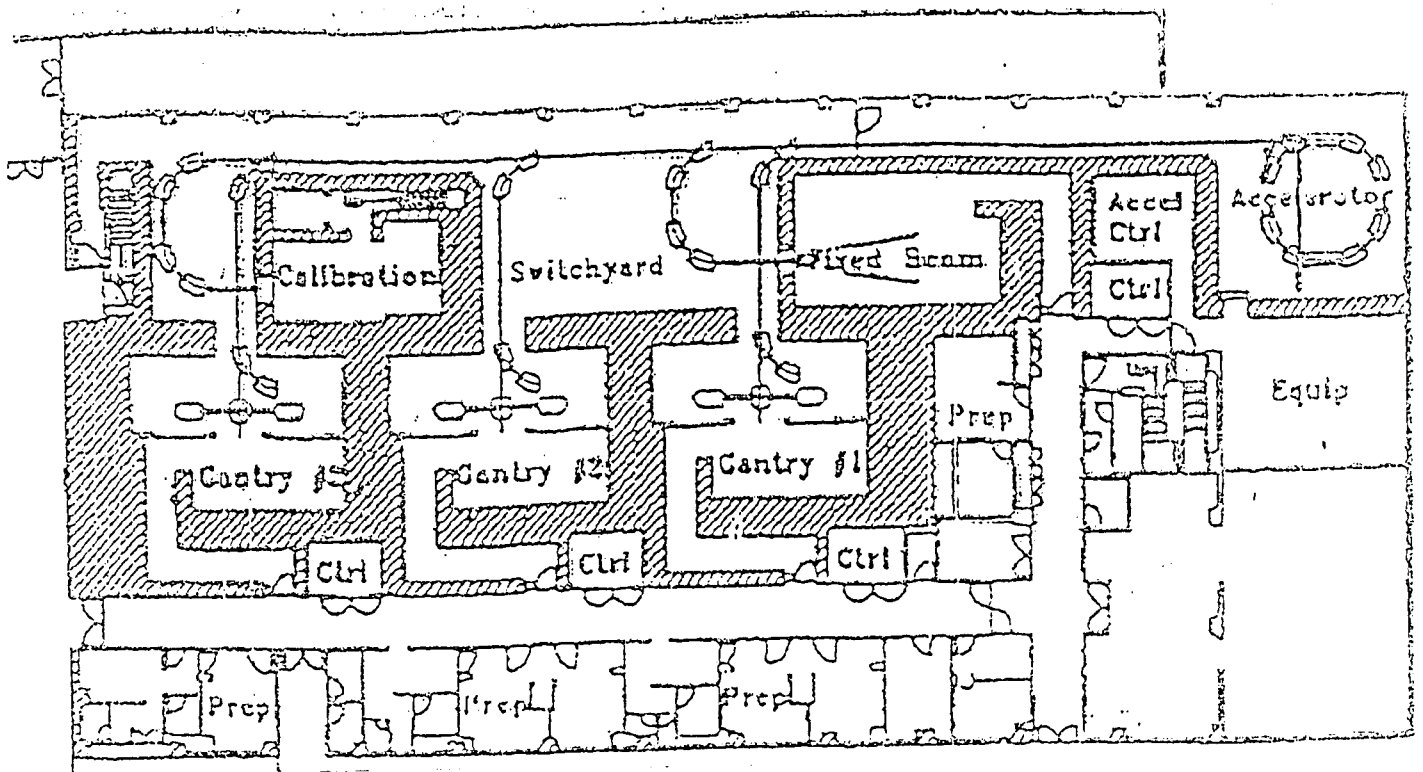 Accel
Ctrl
Accelerator
Calibration
Switchyard
Fixed Beam
Ctrl
Equip
Prep
Gantry #3
Gantry #2
Gantry #1
Ctrl
Ctrl
Ctrl
Prep
Prep
Prep